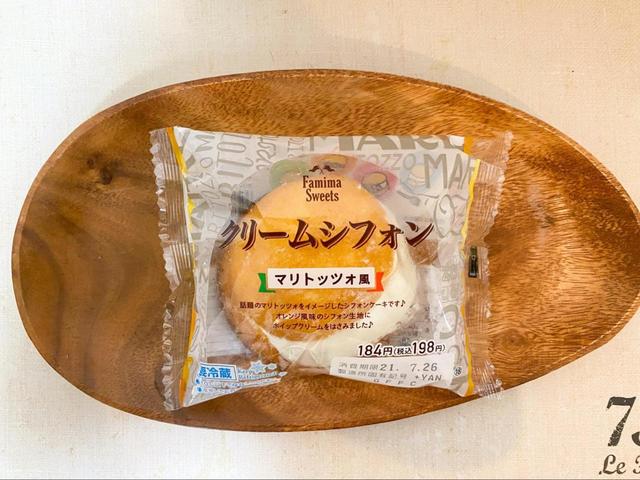 Famima
Sweets
クリームシフォン
マリトッツォ風
話題のマリトッツォをイメージしたシフォンケーキです♪
オレンジ風味のシフォン生地に
ホイップクリームをはさみました♪
184円(税込198円)
消費期限21. 7.26
製造所固有記号 +YAN
要冷蔵
Le